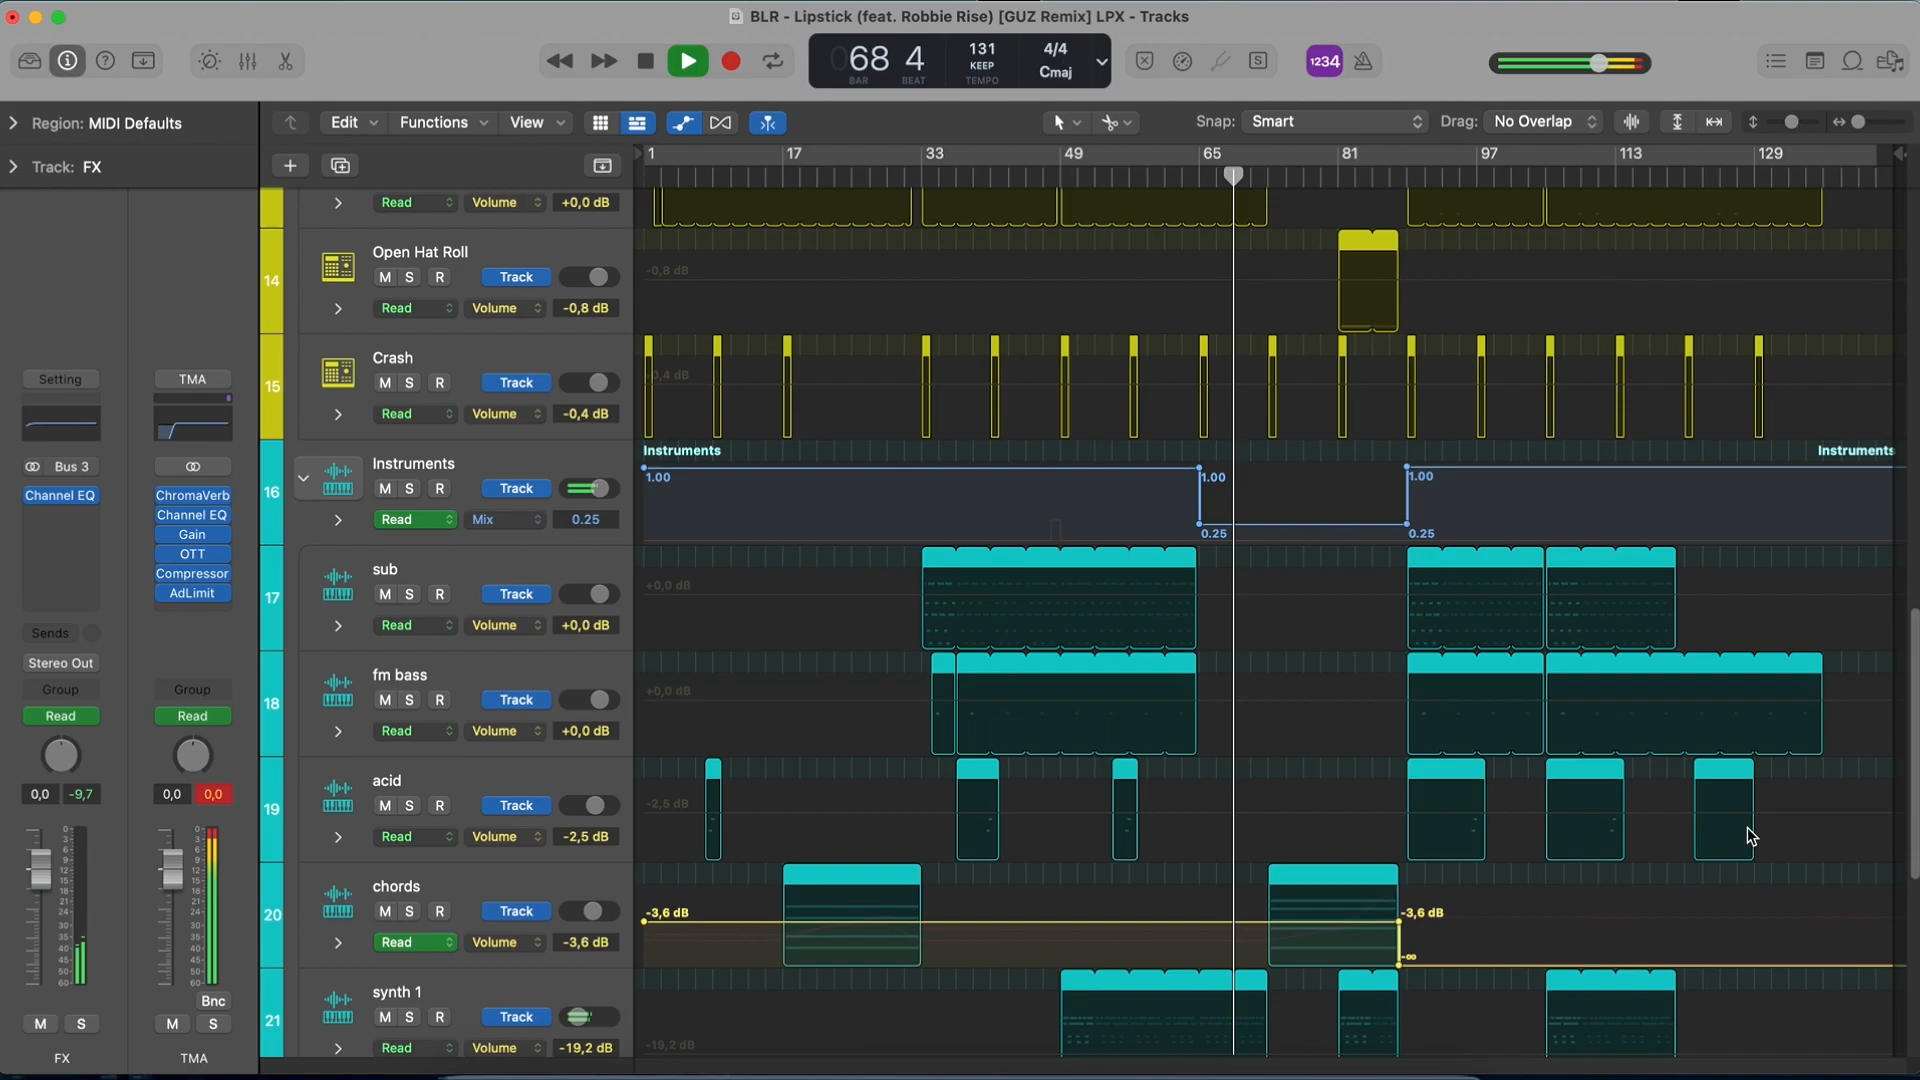 BLR - Lipstick (feat. Robbie Rise) [GUZ Remix] LPX - Tracks
068 4
BAR BEAT
131
KEEP
TEMPO
4/4
Cmaj
S
1234
Region: MIDI Defaults
Track: FX
Edit Functions View
Snap: Smart
Drag: No Overlap
1 17 33 49 65 81 97 113 129
Read Volume +0,0 dB
14
Open Hat Roll
M S R Track
Read Volume -0,8 dB
-0,8 dB
15
Crash
M S R Track
Read Volume -0,4 dB
0,4 dB
16
Instruments
M S R Track
Read Mix 0.25
Instruments
Instruments
1.00
1.00
0.25
1.00
0.25
17
sub
M S R Track
Read Volume +0,0 dB
+0,0 dB
18
fm bass
M S R Track
Read Volume +0,0 dB
+0,0 dB
19
acid
M S R Track
Read Volume -2,5 dB
-2,5 dB
20
chords
M S R Track
Read Volume -3,6 dB
-3,6 dB
-3,6 dB
-∞
21
synth 1
M S R Track
Read Volume -19,2 dB
-19,2 dB
Setting
Bus 3
Channel EQ
Sends
Stereo Out
Group
Read
0,0 -9,7
M S
FX
TMA
ChromaVerb
Channel EQ
Gain
OTT
Compressor
AdLimit
Group
Read
0,0 0,0
Bnc
M S
TMA